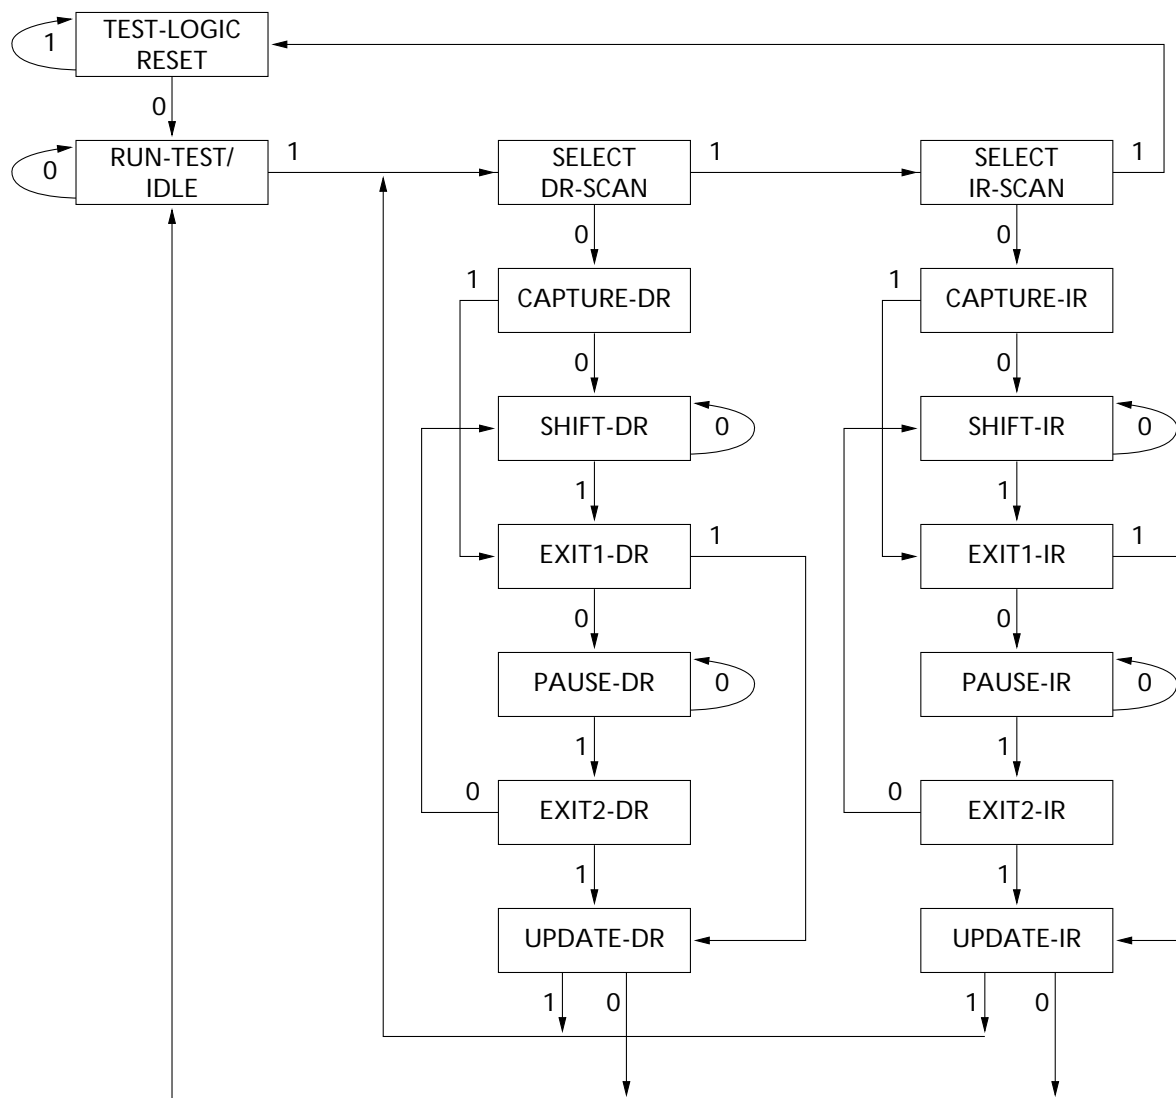 TEST-LOGIC
RESET
1
0
RUN-TEST/
IDLE
0
1
SELECT
DR-SCAN
1
SELECT
IR-SCAN
1
0
0
1
CAPTURE-DR
1
CAPTURE-IR
0
0
SHIFT-DR
0
SHIFT-IR
0
1
1
EXIT1-DR
1
EXIT1-IR
1
0
0
PAUSE-DR
0
PAUSE-IR
0
1
1
0
EXIT2-DR
0
EXIT2-IR
1
1
UPDATE-DR
UPDATE-IR
1
0
1
0